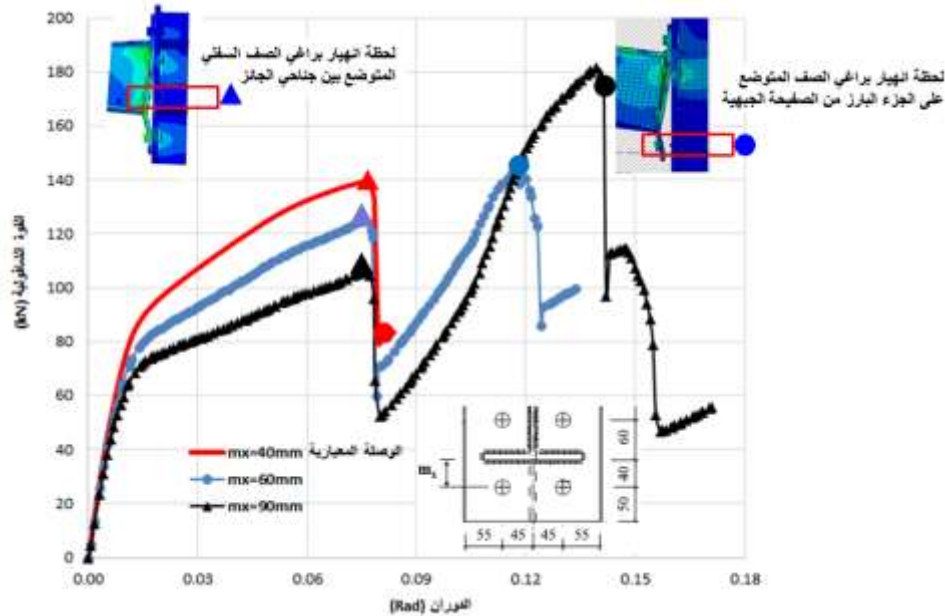 200
180
160
140
120
100
80
60
40
20
0
القوة الشاقولية (kN)
لحظة انهيار براغي الصف السفلي
المتوضع بين جناحي الجائز
لحظة انهيار براغي الصف المتوضع
على الجزء البارز من الصفيحة الجبهية
mx=40mm الوصلة المعيارية
mx=60mm
mx=90mm
mx
60
40
50
55 45 45 55
0.00 0.03 0.06 0.09 0.12 0.15 0.18
الدوران (Rad)